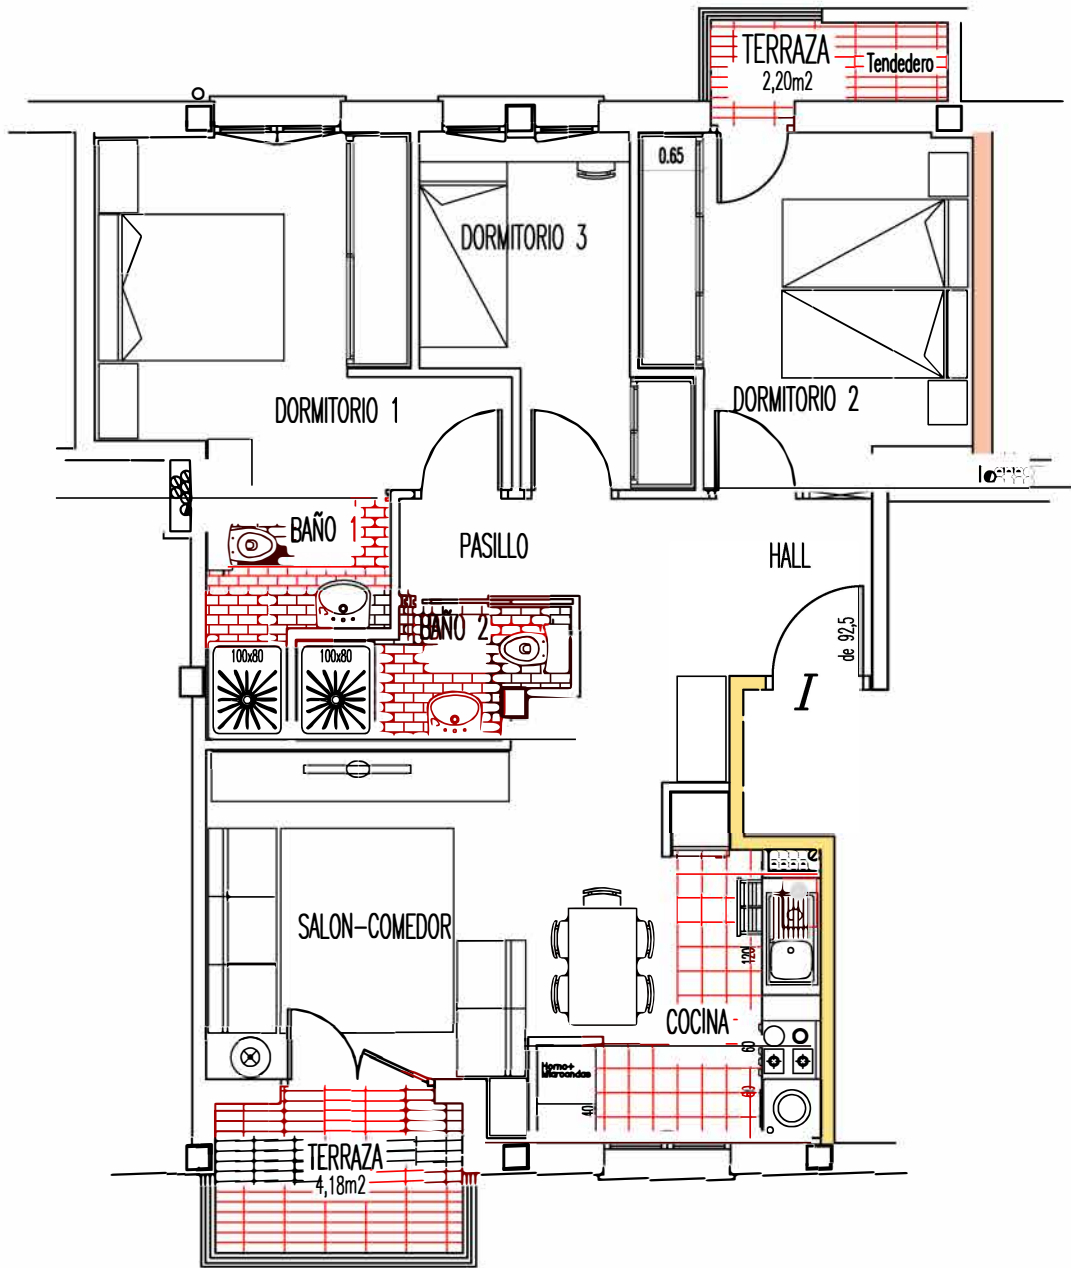 TERRAZA
2,20m2
Tendedero
0.65
DORMITORIO 3
DORMITORIO 1
DORMITORIO 2
BAÑO 1
PASILLO
HALL
BAÑO 2
de 92,5
100x80
100x80
I
SALON-COMEDOR
120
COCINA
60
Horno+
Microondas
60
40
TERRAZA
4,18m2